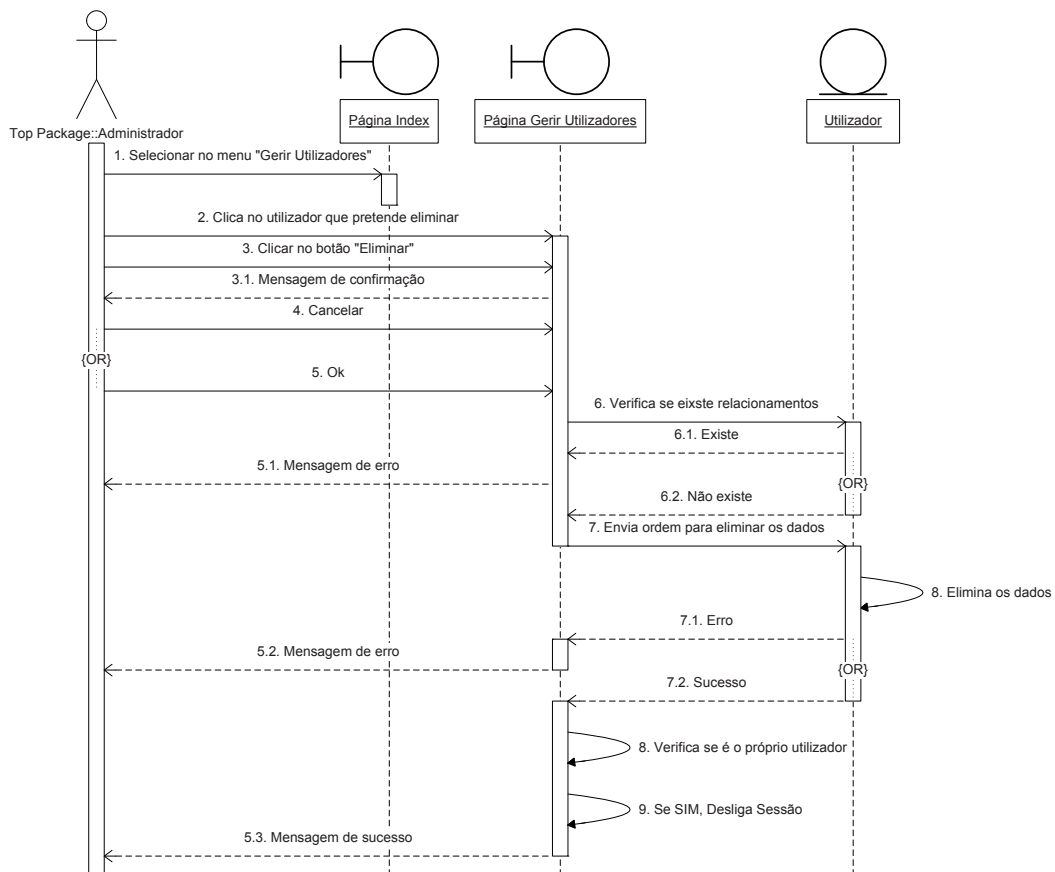 Top Package::Administrador
Página Index
Página Gerir Utilizadores
Utilizador
1. Selecionar no menu "Gerir Utilizadores"
2. Clica no utilizador que pretende eliminar
3. Clicar no botão "Eliminar"
3.1. Mensagem de confirmação
4. Cancelar
{OR}
5. Ok
6. Verifica se eixste relacionamentos
6.1. Existe
5.1. Mensagem de erro
{OR}
6.2. Não existe
7. Envia ordem para eliminar os dados
8. Elimina os dados
7.1. Erro
5.2. Mensagem de erro
{OR}
7.2. Sucesso
8. Verifica se é o próprio utilizador
9. Se SIM, Desliga Sessão
5.3. Mensagem de sucesso